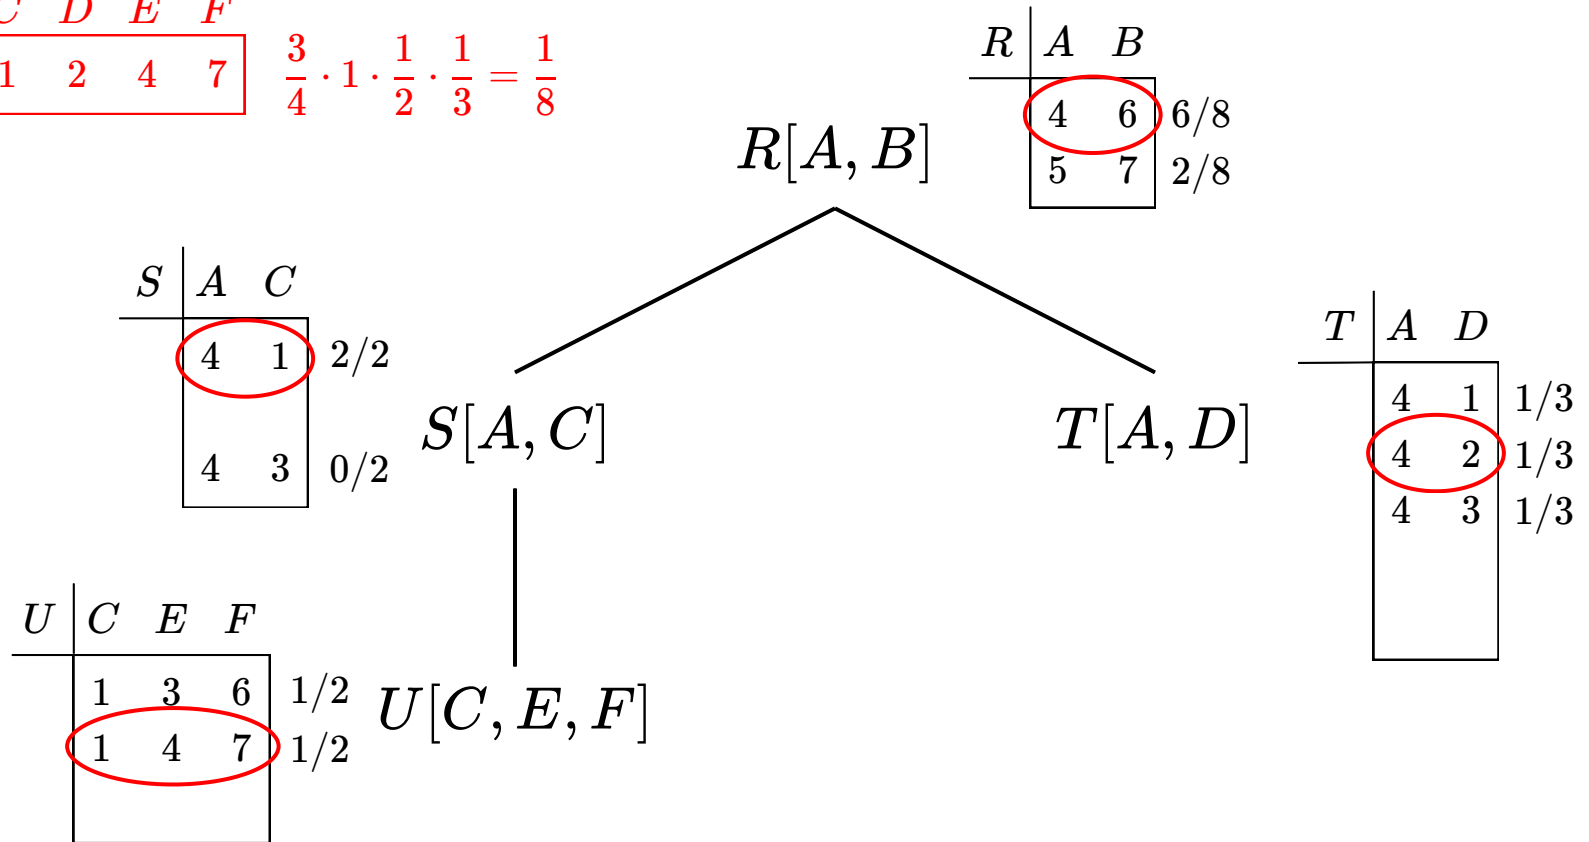 C D E F
1 2 4 7
3/4 · 1 · 1/2 · 1/3 = 1/8
R A B
4 6 6/8
5 7 2/8
R[A, B]
S A C
4 1 2/2
4 3 0/2
S[A, C]
T A D
4 1 1/3
4 2 1/3
4 3 1/3
T[A, D]
U C E F
1 3 6 1/2
1 4 7 1/2
U[C, E, F]